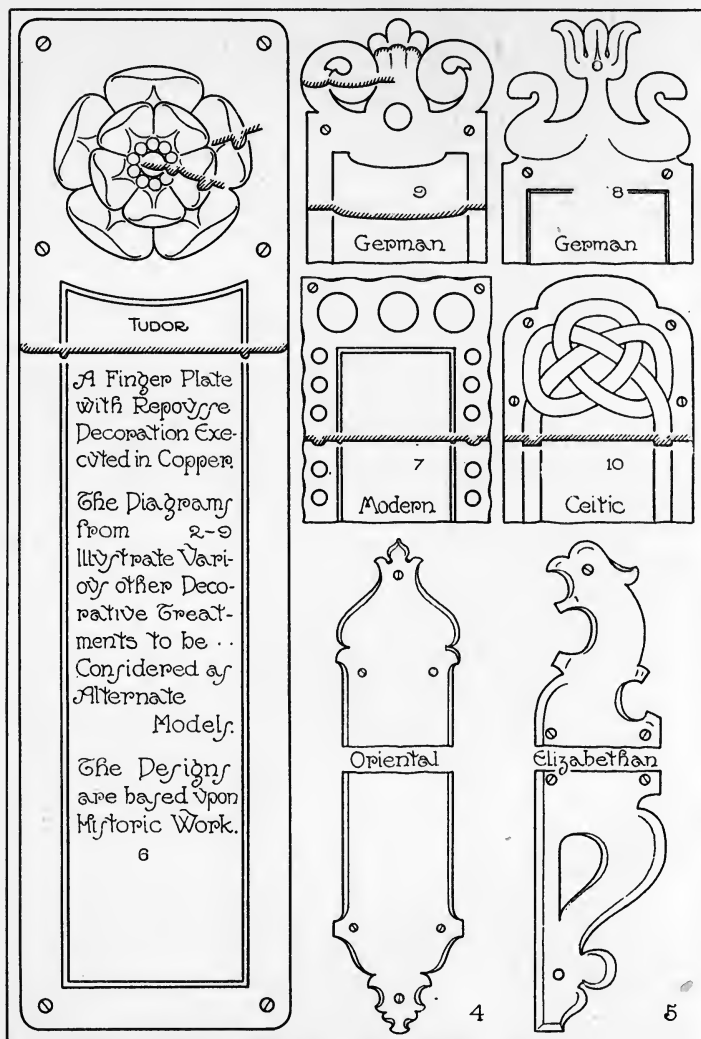 TUDOR
A Finger Plate
with Repousse
Decoration Exe-
cuted in Copper.
The Diagrams
from 2-9
Illustrate Vari-
ous other Deco-
rative Treat-
ments to be ..
Considered as
Alternate
Models.
The Designs
are based upon
Historic Work.
6
9
German
8
German
7
Modern
10
Celtic
Oriental
4
Elizabethan
5